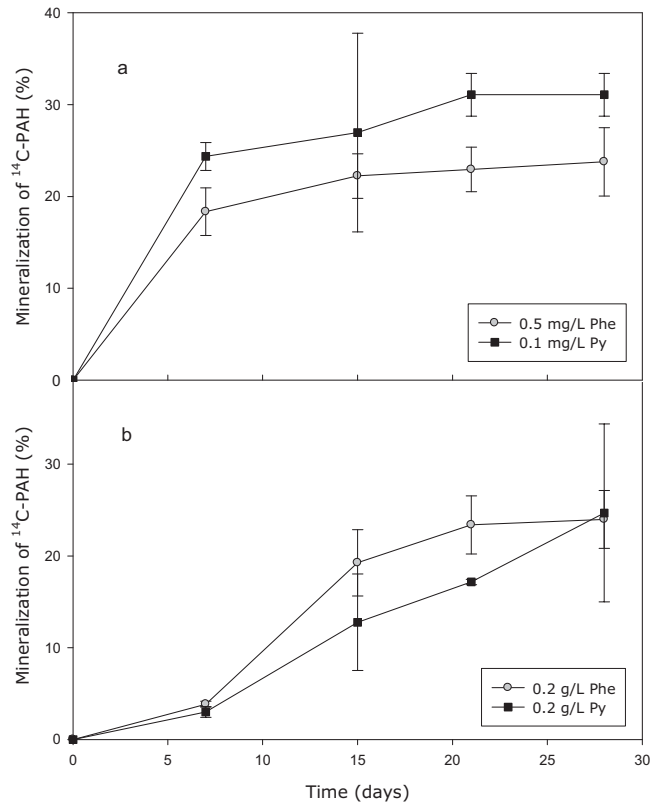 40
30
20
10
0
Mineralization of ¹⁴C-PAH (%)
a
0.5 mg/L Phe
0.1 mg/L Py
30
20
10
0
Mineralization of ¹⁴C-PAH (%)
b
0.2 g/L Phe
0.2 g/L Py
0 5 10 15 20 25 30
Time (days)